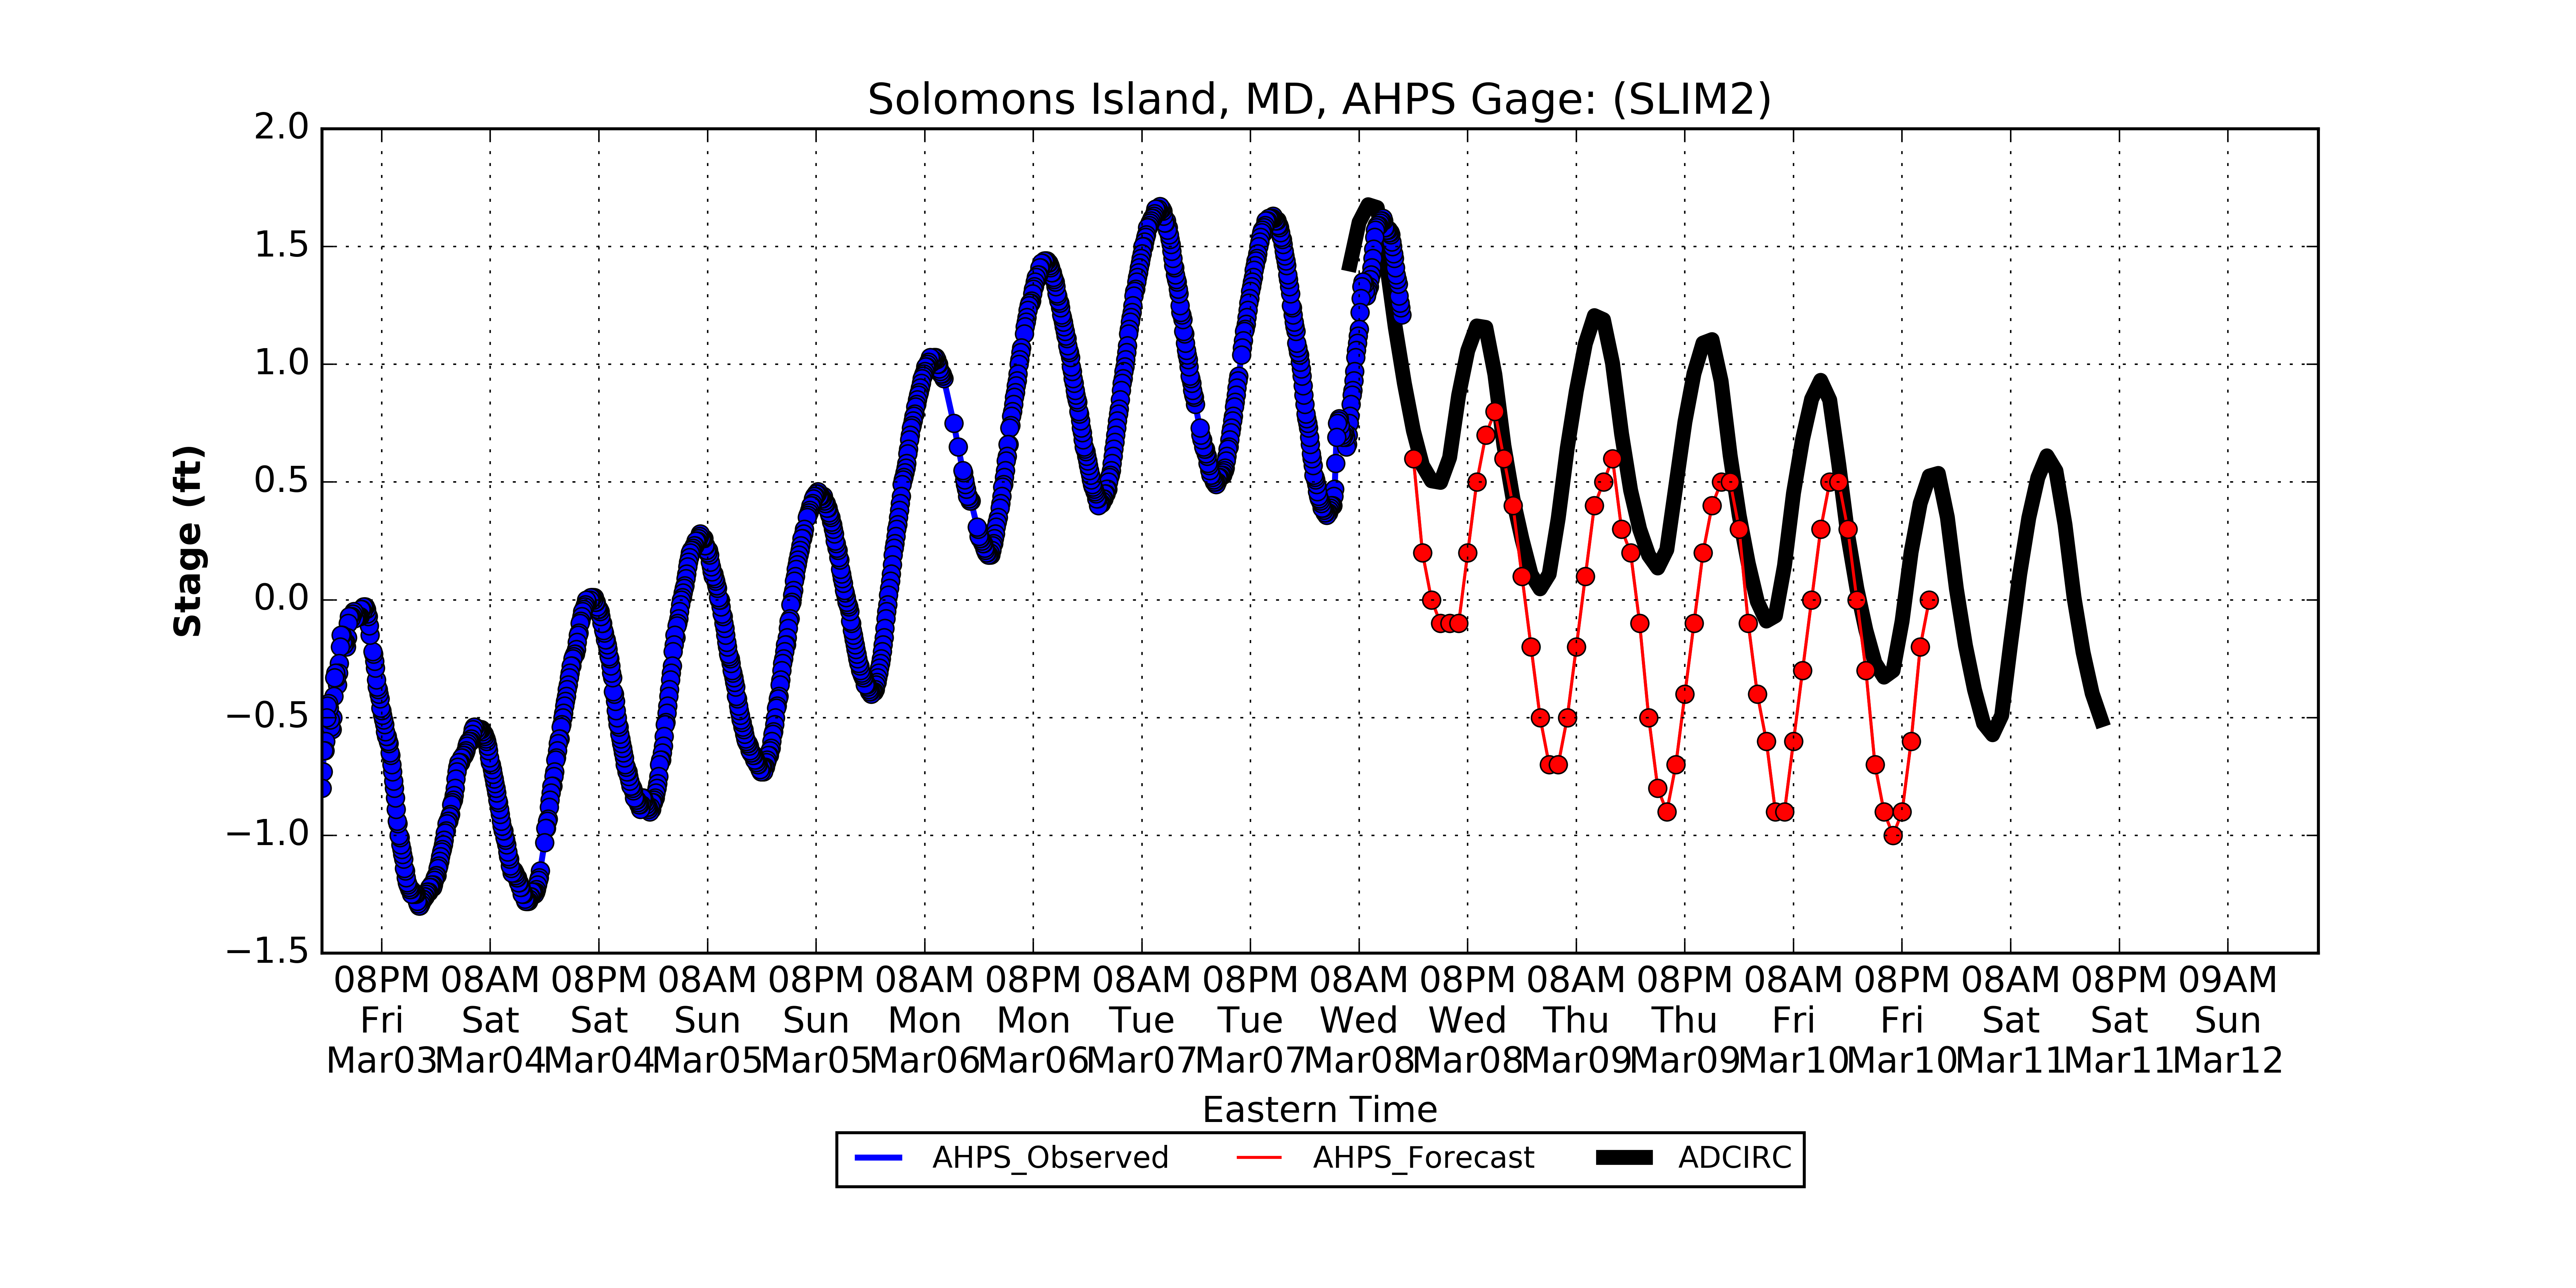 Solomons Island, MD, AHPS Gage: (SLIM2)
2.0
1.5
1.0
0.5
0.0
−0.5
−1.0
−1.5
Stage (ft)
08PM 08AM 08PM 08AM 08PM 08AM 08PM 08AM 08PM 08AM 08PM 08AM 08PM 08AM 08PM 08AM 08PM 09AM
Fri Sat Sat Sun Sun Mon Mon Tue Tue Wed Wed Thu Thu Fri Fri Sat Sat Sun
Mar03 Mar04 Mar04 Mar05 Mar05 Mar06 Mar06 Mar07 Mar07 Mar08 Mar08 Mar09 Mar09 Mar10 Mar10 Mar11 Mar11 Mar12
Eastern Time
AHPS_Observed AHPS_Forecast ADCIRC